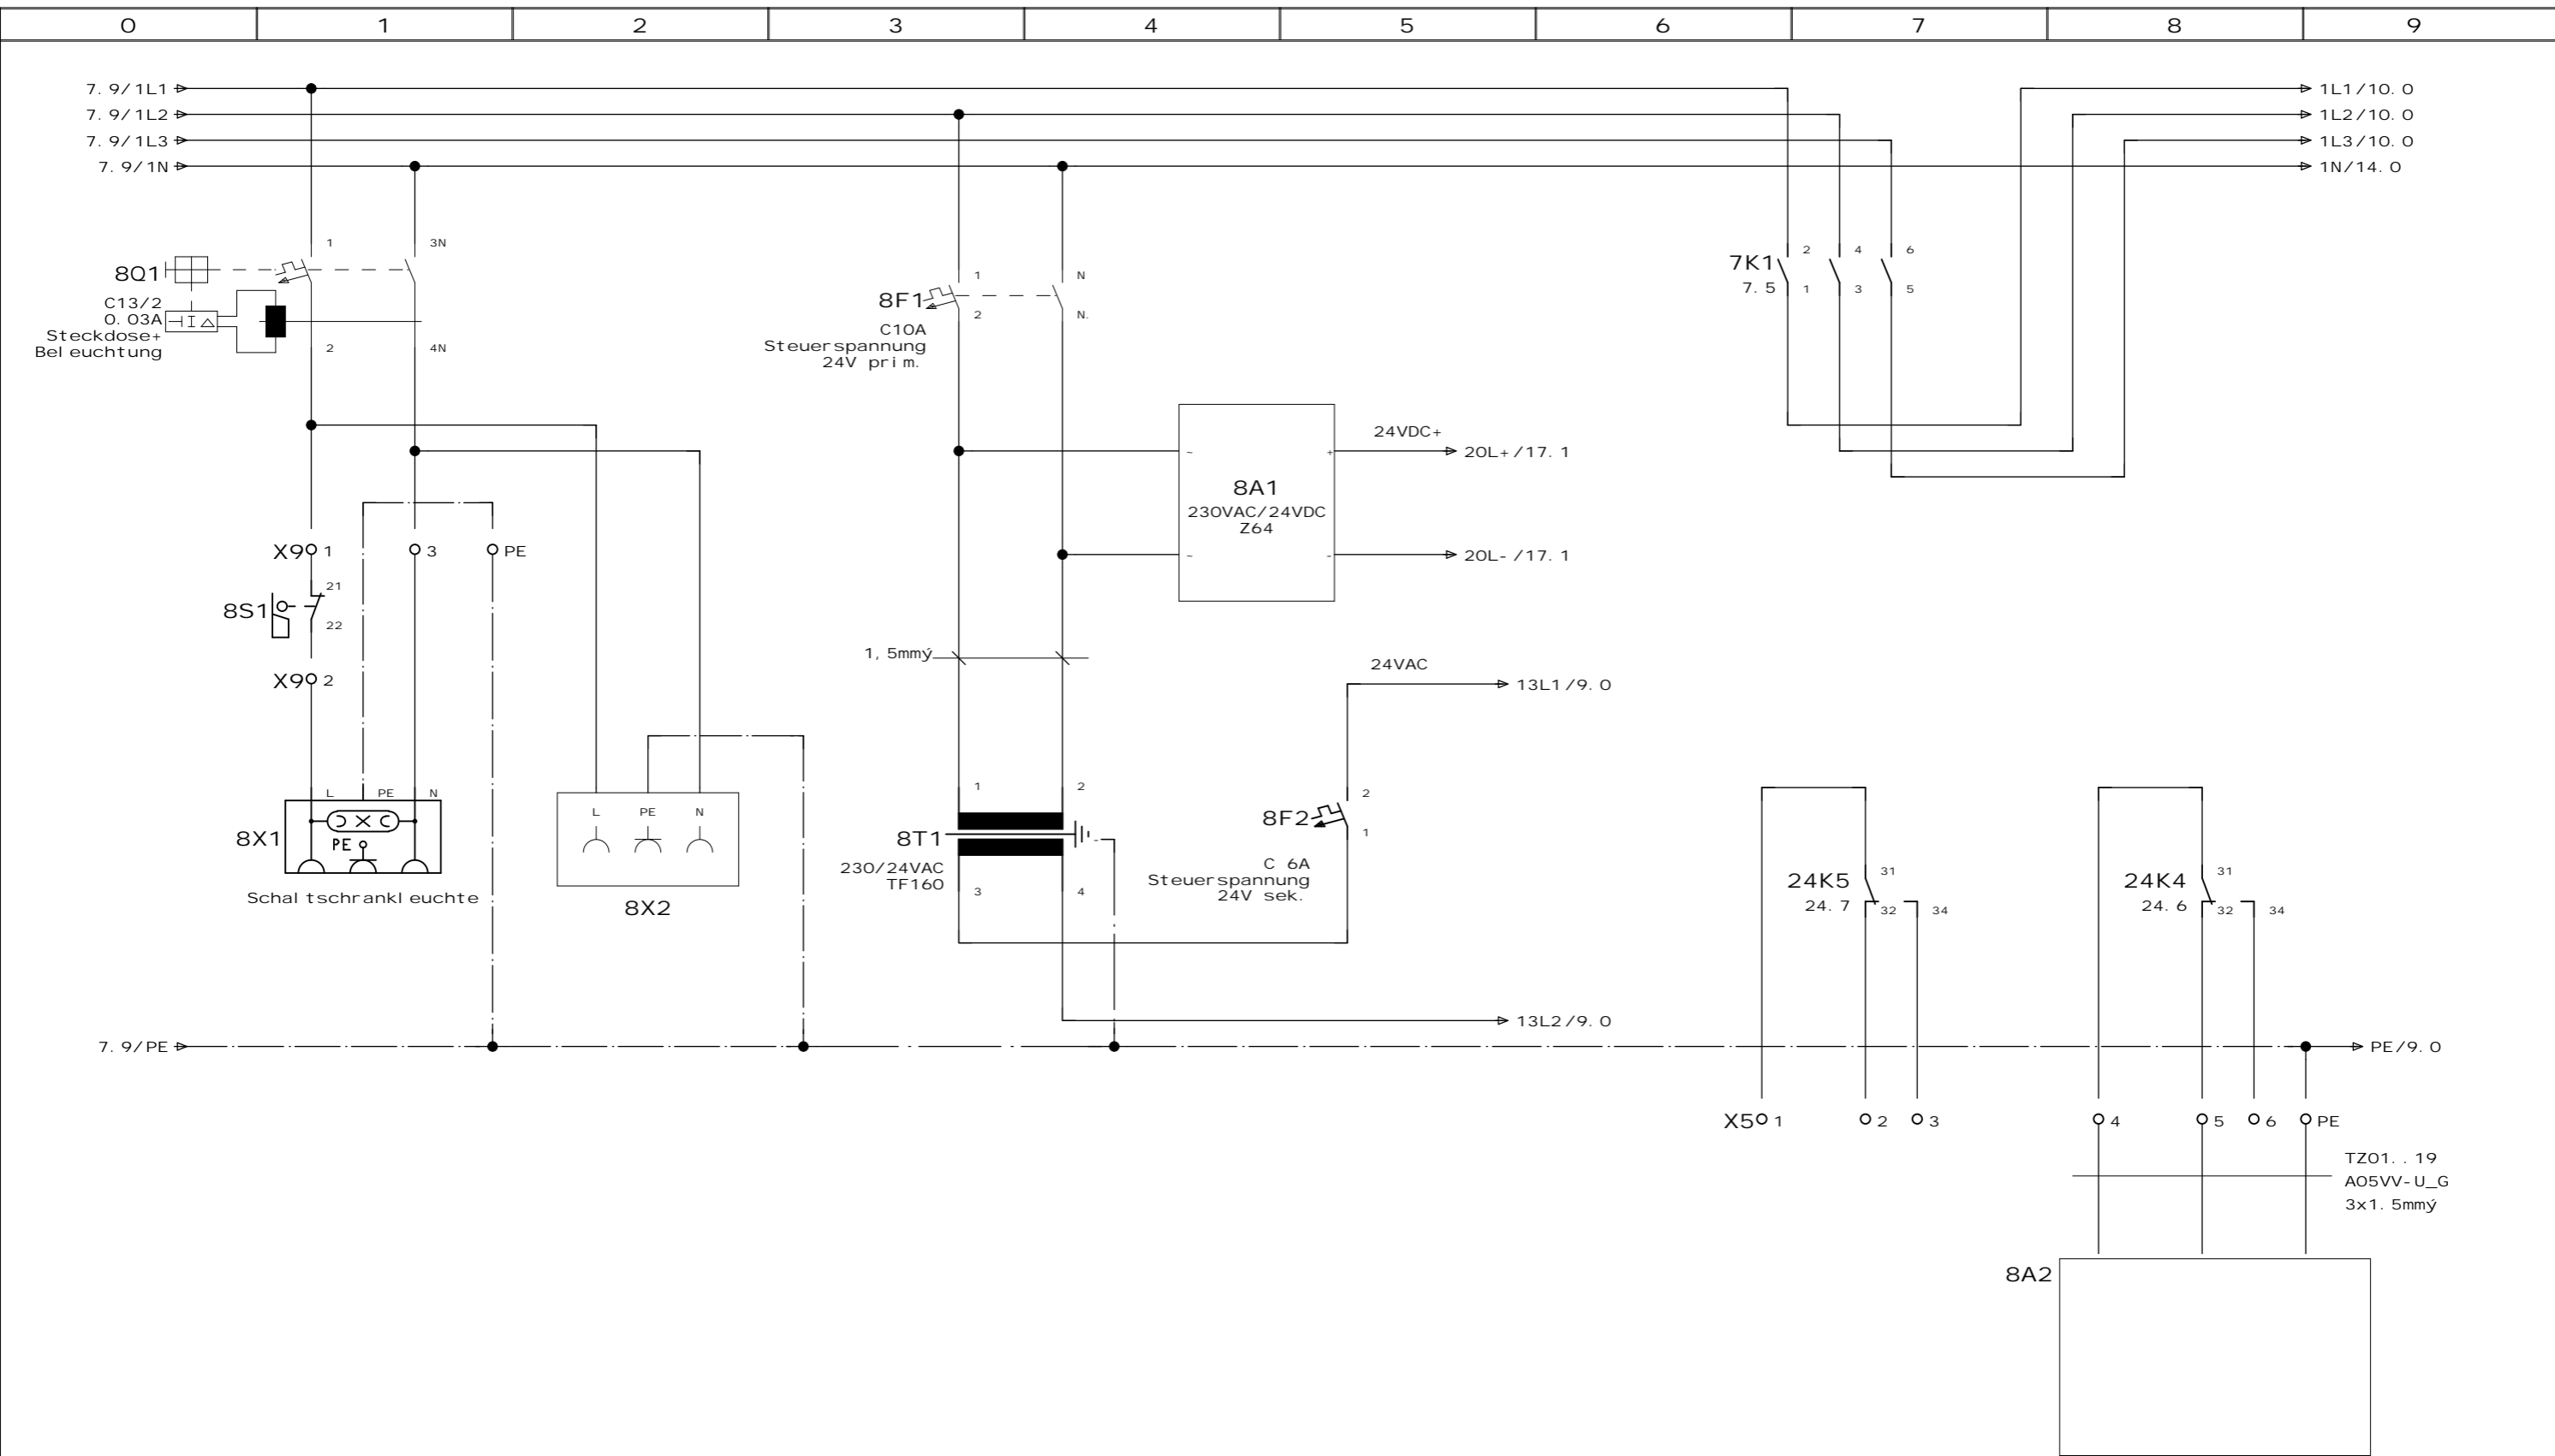 0 1 2 3 4 5 6 7 8 9
7.9/1L1 1L1/10.0
7.9/1L2 1L2/10.0
7.9/1L3 1L3/10.0
7.9/1N 1N/14.0
1 3N
8Q1
C13/2
0.03A
Steckdose+
Beleuchtung
2 4N
1 N
8F1
2 N.
C10A
Steuerspannung
24V prim.
2 4 6
7K1
7.5 1 3 5
24VDC+
~ + 20L+/17.1
8A1
230VAC/24VDC
Z64
~ - 20L-/17.1
X9 1 3 PE
21
8S1
22
X9 2
1,5mmý
24VAC
13L1/9.0
L PE N
8X1
PE
Schaltschrankleuchte
L PE N
8X2
1 2
8T1
230/24VAC
TF160
3 4
2
8F2
1
C 6A
Steuerspannung
24V sek.
31
24K5
24.7 32 34
31
24K4
24.6 32 34
13L2/9.0
7.9/PE PE/9.0
X5 1 2 3 4 5 6 PE
TZ01..19
A05VV-U_G
3x1.5mmý
8A2